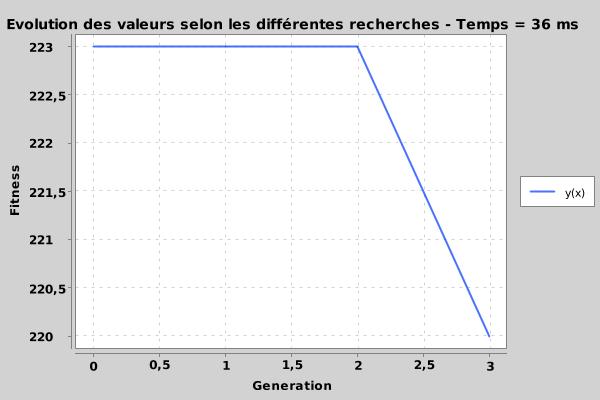 Evolution des valeurs selon les différentes recherches - Temps = 36 ms
223
222,5
222
221,5
221
220,5
220
Fitness
0 0,5 1 1,5 2 2,5 3
Generation
y(x)